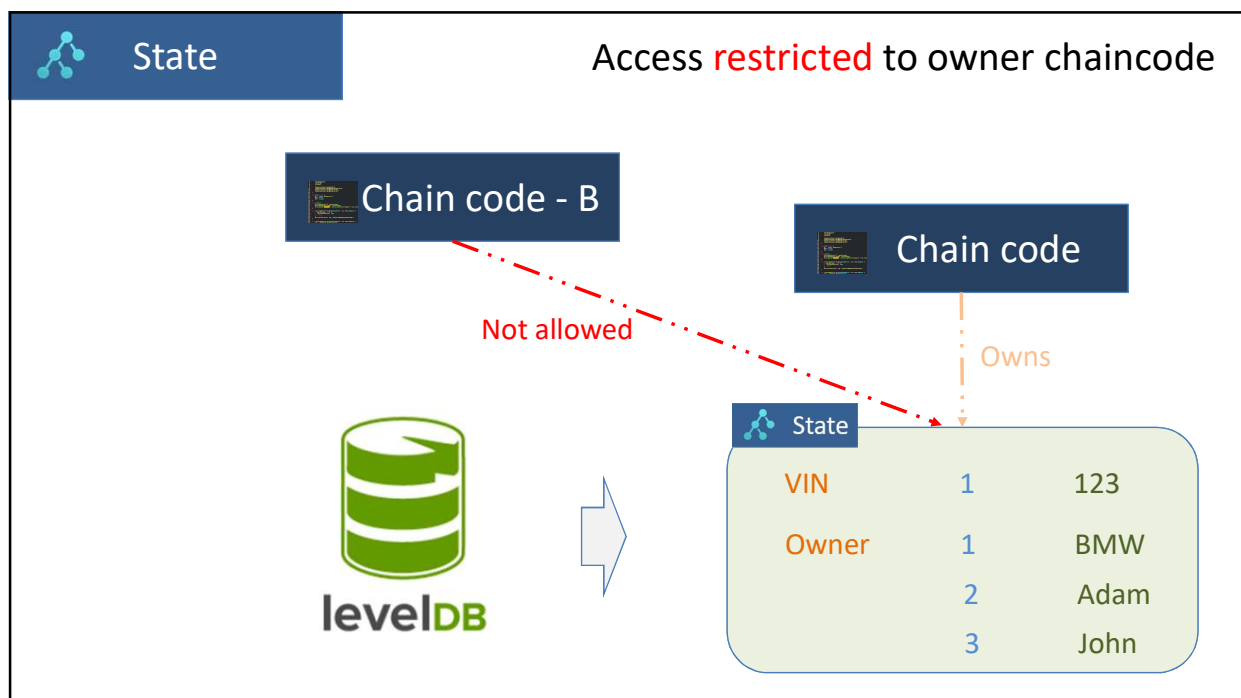 State
Access restricted to owner chaincode
Chain code - B
Chain code
Not allowed
Owns
State
VIN 1 123
Owner 1 BMW
2 Adam
3 John
levelDB